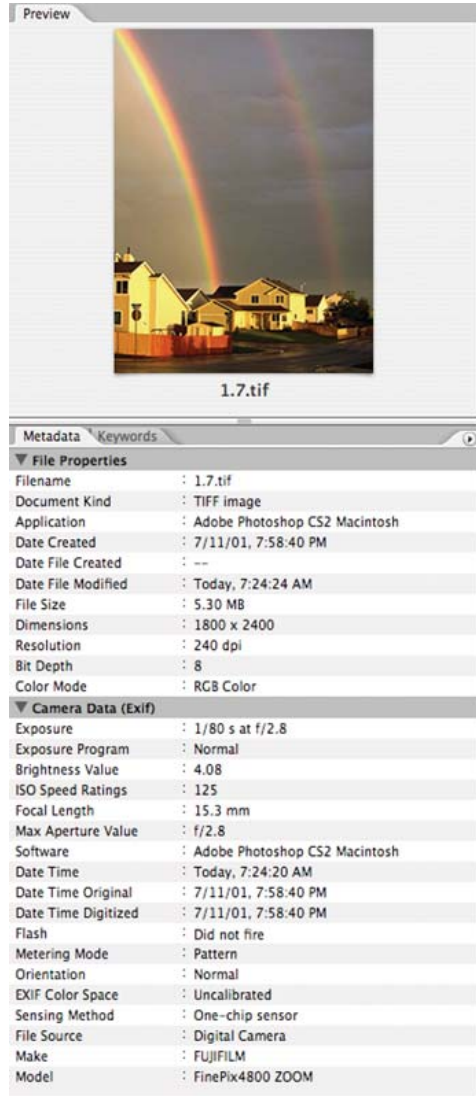 Preview
1.7.tif
Metadata Keywords
File Properties
Filename : 1.7.tif
Document Kind : TIFF image
Application : Adobe Photoshop CS2 Macintosh
Date Created : 7/11/01, 7:58:40 PM
Date File Created : --
Date File Modified : Today, 7:24:24 AM
File Size : 5.30 MB
Dimensions : 1800 x 2400
Resolution : 240 dpi
Bit Depth : 8
Color Mode : RGB Color
Camera Data (Exif)
Exposure : 1/80 s at f/2.8
Exposure Program : Normal
Brightness Value : 4.08
ISO Speed Ratings : 125
Focal Length : 15.3 mm
Max Aperture Value : f/2.8
Software : Adobe Photoshop CS2 Macintosh
Date Time : Today, 7:24:20 AM
Date Time Original : 7/11/01, 7:58:40 PM
Date Time Digitized : 7/11/01, 7:58:40 PM
Flash : Did not fire
Metering Mode : Pattern
Orientation : Normal
EXIF Color Space : Uncalibrated
Sensing Method : One-chip sensor
File Source : Digital Camera
Make : FUJIFILM
Model : FinePix4800 ZOOM